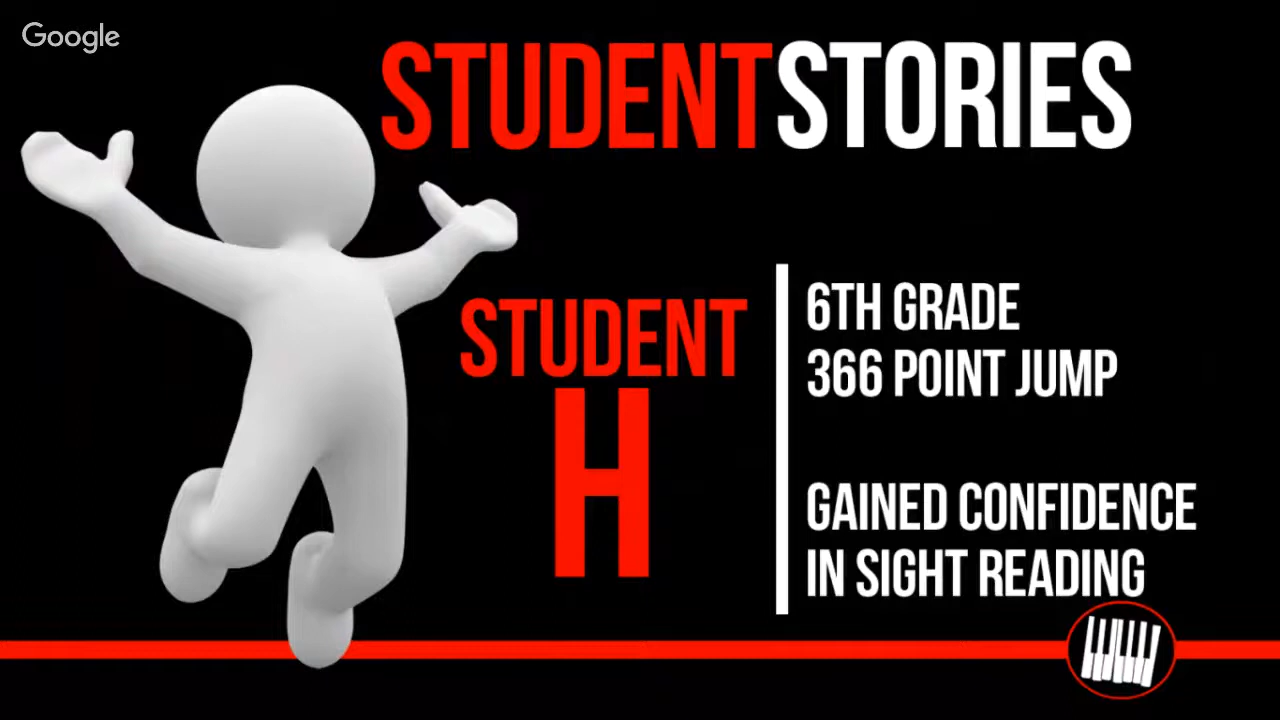 Google
STUDENTSTORIES
STUDENT
H
6TH GRADE
366 POINT JUMP
GAINED CONFIDENCE
IN SIGHT READING